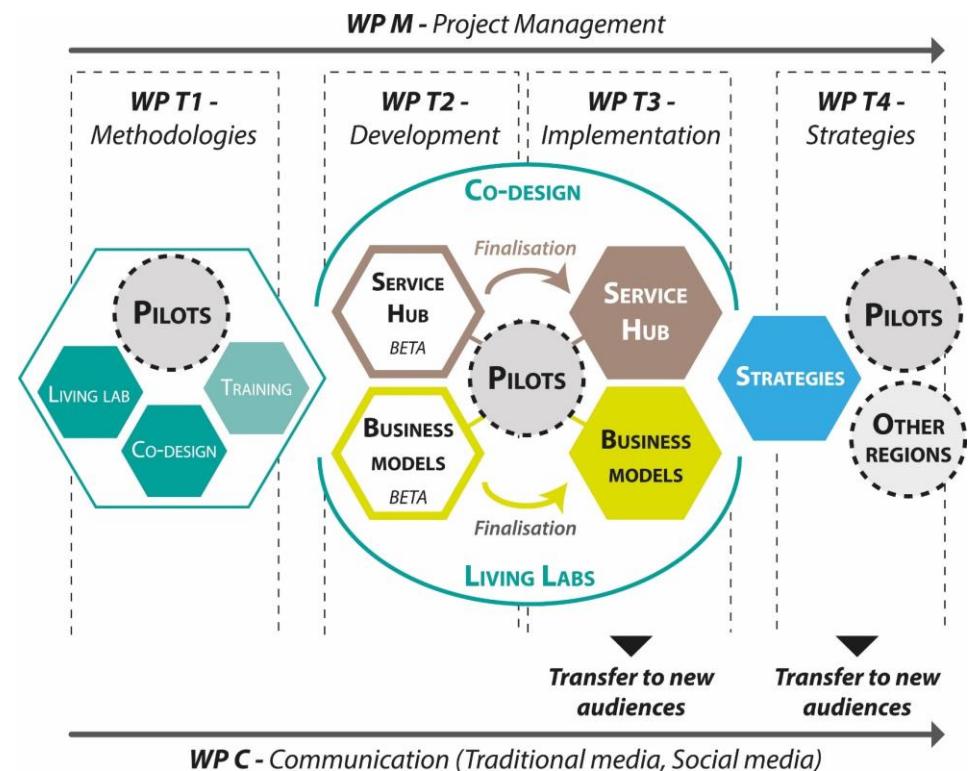 WP M - Project Management
WP T1 -
Methodologies
WP T2 -
Development
WP T3 -
Implementation
WP T4 -
Strategies
CO-DESIGN
Finalisation
PILOTS
LIVING LAB
TRAINING
CO-DESIGN
SERVICE
HUB
BETA
SERVICE
HUB
PILOTS
BUSINESS
MODELS
BETA
BUSINESS
MODELS
Finalisation
LIVING LABS
STRATEGIES
PILOTS
OTHER
REGIONS
Transfer to new
audiences
Transfer to new
audiences
WP C - Communication (Traditional media, Social media)